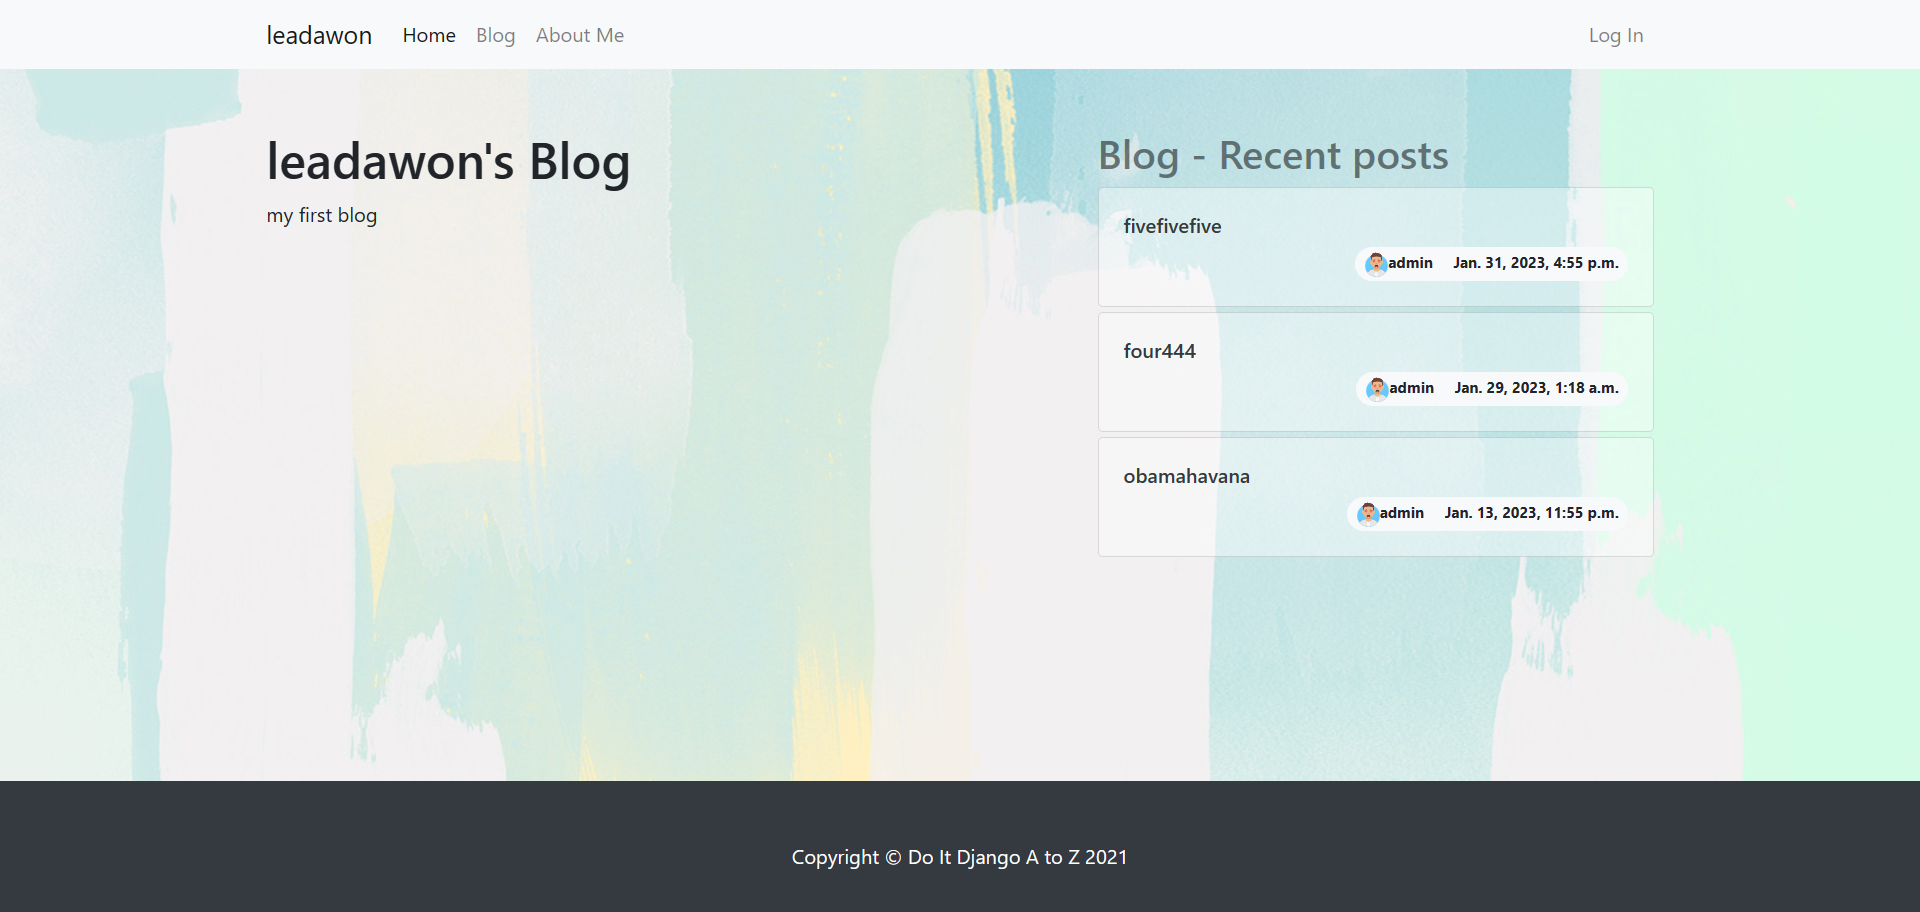 leadawon Home Blog About Me Log In
leadawon's Blog
my first blog
Blog - Recent posts
fivefivefive
admin Jan. 31, 2023, 4:55 p.m.
four444
admin Jan. 29, 2023, 1:18 a.m.
obamahavana
admin Jan. 13, 2023, 11:55 p.m.
Copyright © Do It Django A to Z 2021